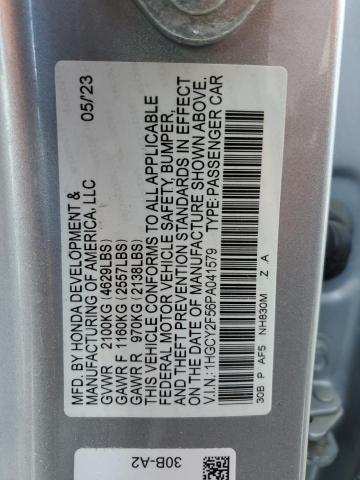 05/23
MFD. BY HONDA DEVELOPMENT &
MANUFACTURING OF AMERICA, LLC
GVWR 2100KG (4629LBS)
GAWR F 1160KG (2557LBS)
GAWR R 970KG (2138LBS)
THIS VEHICLE CONFORMS TO ALL APPLICABLE
FEDERAL MOTOR VEHICLE SAFETY, BUMPER,
AND THEFT PREVENTION STANDARDS IN EFFECT
ON THE DATE OF MANUFACTURE SHOWN ABOVE.
V.I.N.: 1HGCY2F56PA041579 TYPE: PASSENGER CAR
30B P AF5 NH830M Z .A
30B-A2